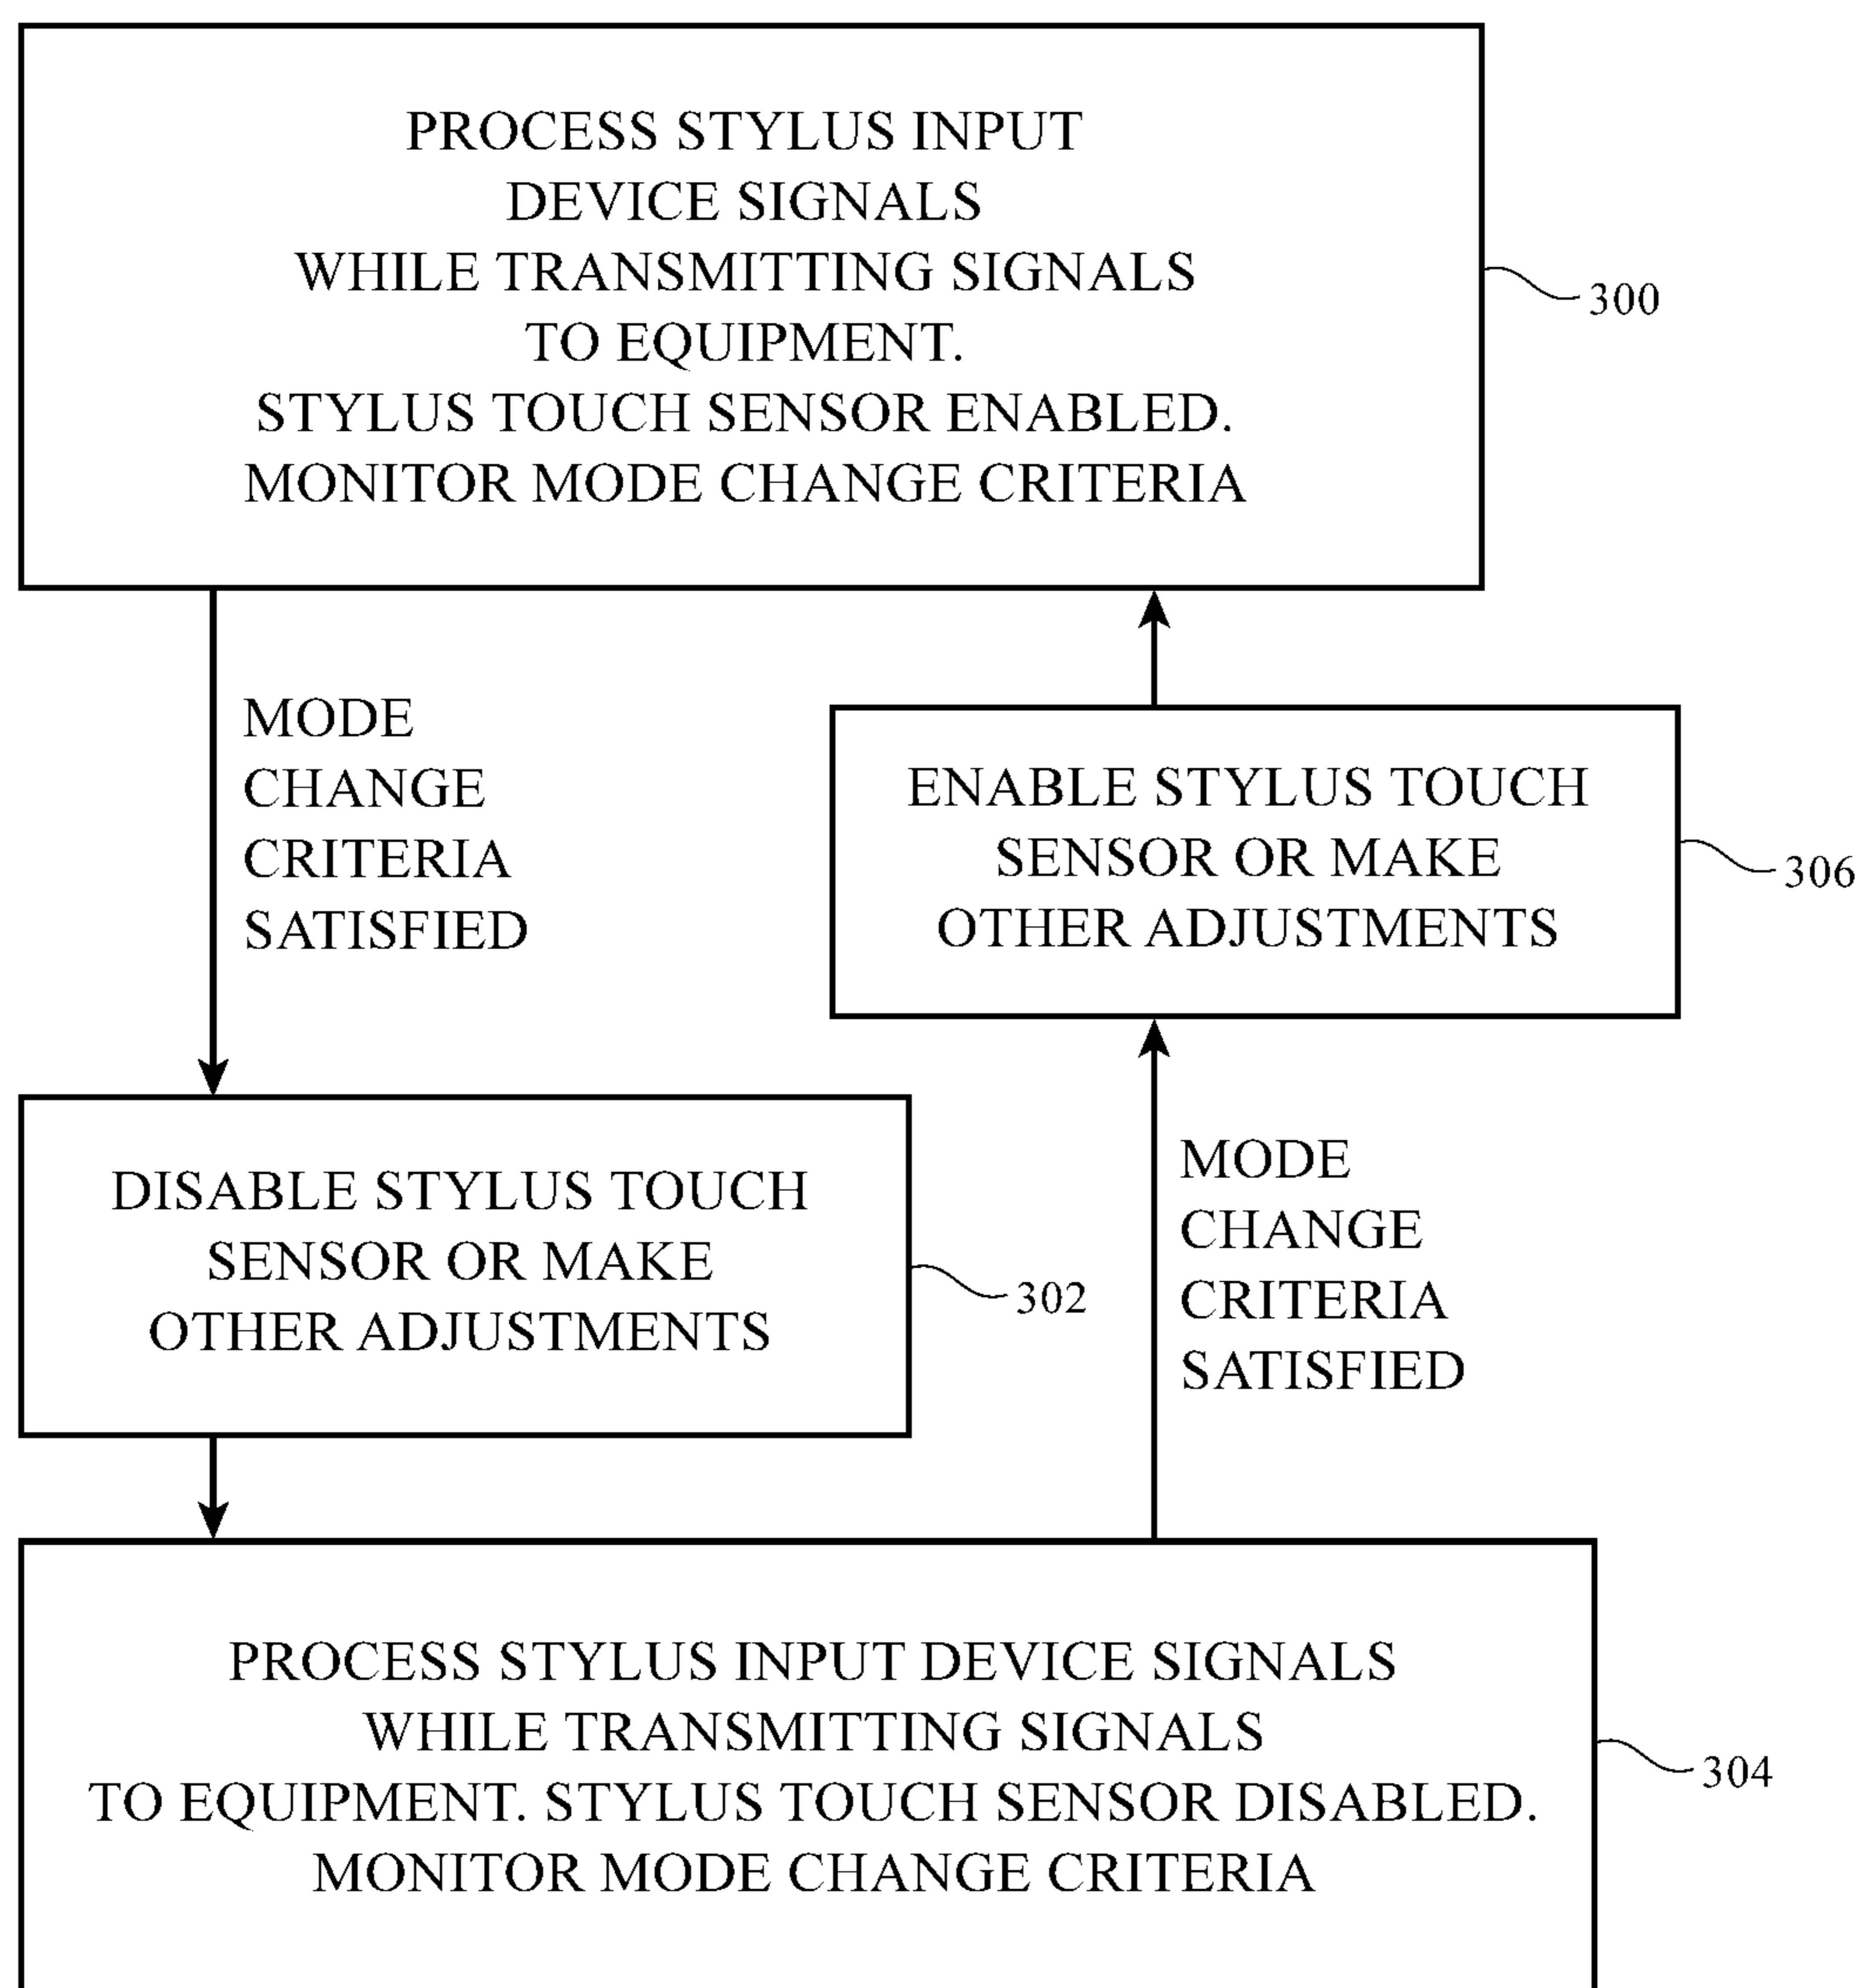 PROCESS STYLUS INPUT
DEVICE SIGNALS
WHILE TRANSMITTING SIGNALS
TO EQUIPMENT.
STYLUS TOUCH SENSOR ENABLED.
MONITOR MODE CHANGE CRITERIA
300
MODE
CHANGE
CRITERIA
SATISFIED
ENABLE STYLUS TOUCH
SENSOR OR MAKE
OTHER ADJUSTMENTS
306
DISABLE STYLUS TOUCH
SENSOR OR MAKE
OTHER ADJUSTMENTS
302
MODE
CHANGE
CRITERIA
SATISFIED
PROCESS STYLUS INPUT DEVICE SIGNALS
WHILE TRANSMITTING SIGNALS
TO EQUIPMENT. STYLUS TOUCH SENSOR DISABLED.
MONITOR MODE CHANGE CRITERIA
304